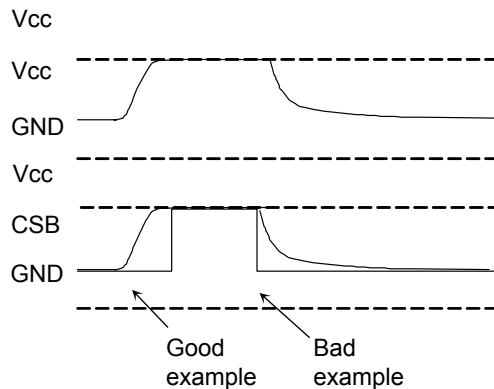 Vcc
Vcc
GND
Vcc
CSB
GND
Good
example
Bad
example